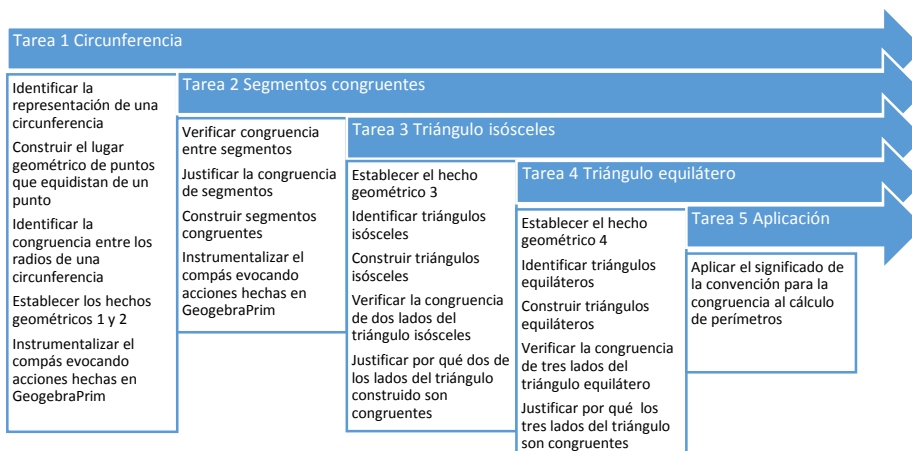 Tarea 1 Circunferencia
Identificar la
representación de una
circunferencia
Construir el lugar
geométrico de puntos
que equidistan de un
punto
Identificar la
congruencia entre los
radios de una
circunferencia
Establecer los hechos
geométricos 1 y 2
Instrumentalizar el
compás evocando
acciones hechas en
GeogebraPrim
Tarea 2 Segmentos congruentes
Verificar congruencia
entre segmentos
Justificar la congruencia
de segmentos
Construir segmentos
congruentes
Instrumentalizar el
compás evocando
acciones hechas en
GeogebraPrim
Tarea 3 Triángulo isósceles
Establecer el hecho
geométrico 3
Identificar triángulos
isósceles
Construir triángulos
isósceles
Verificar la congruencia
de dos lados del
triángulo isósceles
Justificar por qué dos de
los lados del triángulo
construido son
congruentes
Tarea 4 Triángulo equilátero
Establecer el hecho
geométrico 4
Identificar triángulos
equiláteros
Construir triángulos
equiláteros
Verificar la congruencia
de tres lados del
triángulo equilátero
Justificar por qué los
tres lados del triángulo
son congruentes
Tarea 5 Aplicación
Aplicar el significado de
la convención para la
congruencia al cálculo
de perímetros